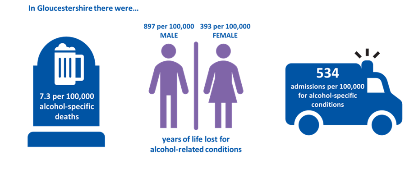 In Gloucestershire there were...
897 per 100,000 393 per 100,000
MALE FEMALE
7.3 per 100,000
alcohol-specific
deaths
years of life lost for
alcohol-related conditions
534
admissions per 100,000
for alcohol-specific
conditions